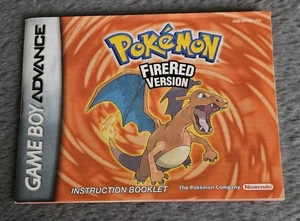 GAME BOY ADVANCE
POKéMON
FIRERED
VERSION
INSTRUCTION BOOKLET
The Pokémon Company
Nintendo